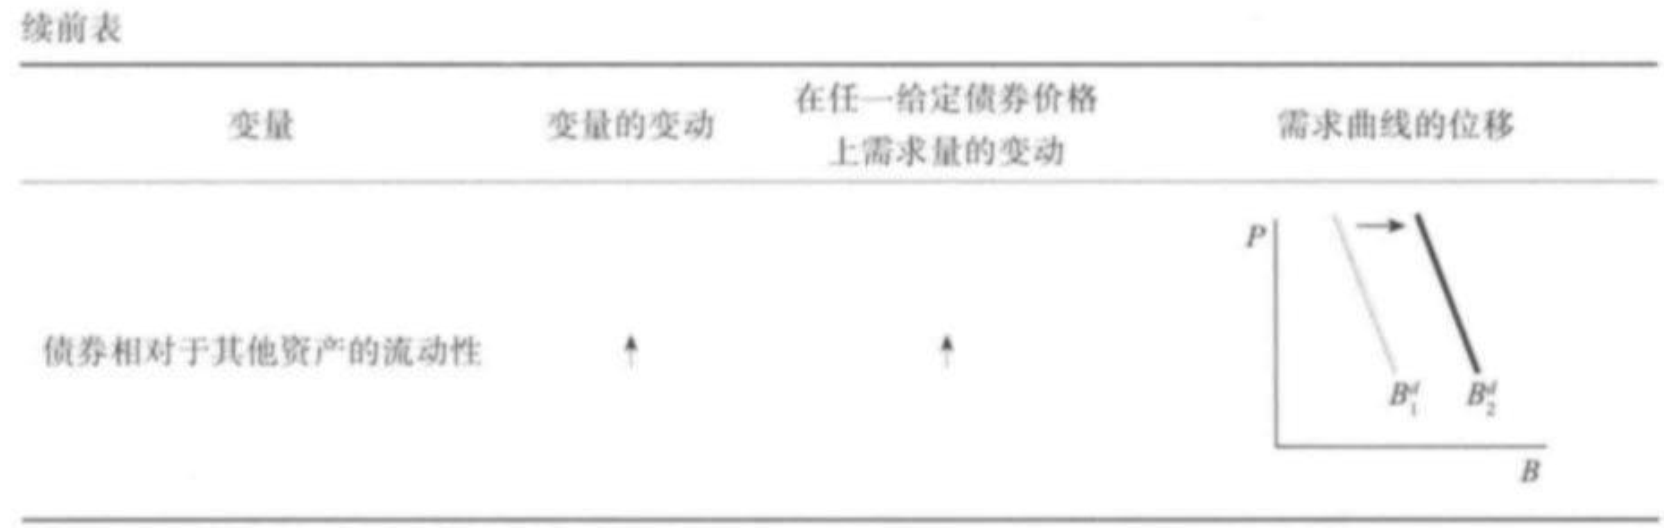 续前表
变量
变量的变动
在任一给定债券价格
上需求量的变动
需求曲线的位移
债券相对于其他资产的流动性
↑
↑
P
B₁ᵈ
B₂ᵈ
B